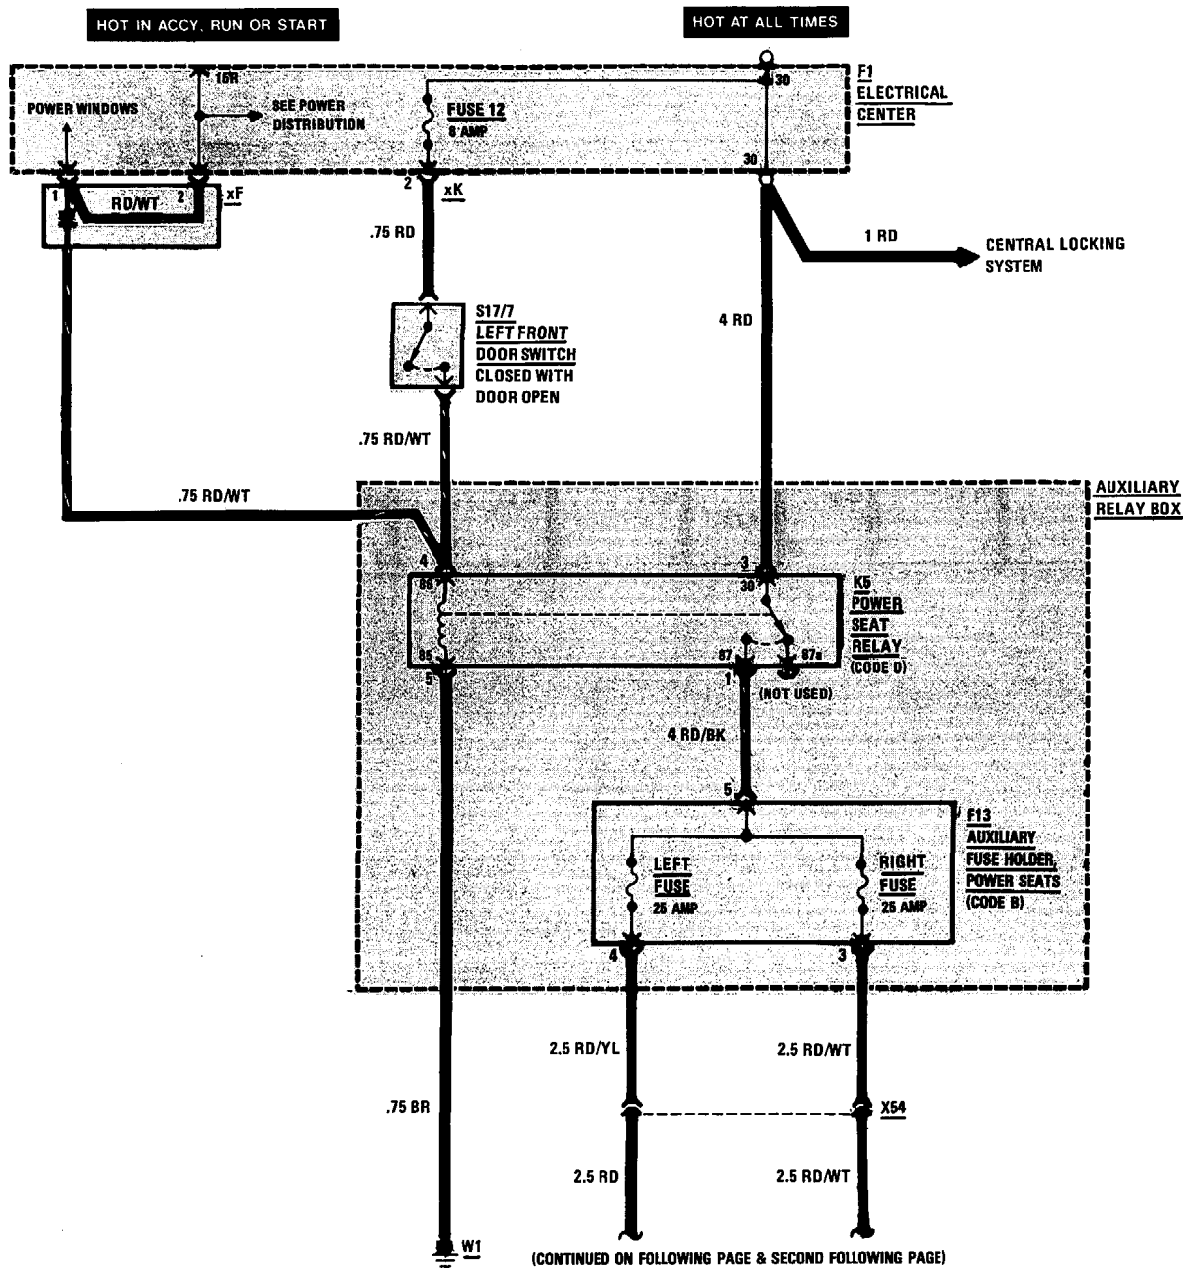 HOT IN ACCY, RUN OR START
HOT AT ALL TIMES
15R
30
F1
ELECTRICAL
CENTER
POWER WINDOWS
SEE POWER
DISTRIBUTION
FUSE 12
8 AMP
30
1
RD/WT
2
xF
2
xK
.75 RD
1 RD
CENTRAL LOCKING
SYSTEM
4 RD
S17/7
LEFT FRONT
DOOR SWITCH
CLOSED WITH
DOOR OPEN
.75 RD/WT
.75 RD/WT
AUXILIARY
RELAY BOX
4
3
30
K5
POWER
SEAT
RELAY
(CODE D)
85
87
87a
5
1
(NOT USED)
4 RD/BK
5
F13
AUXILIARY
FUSE HOLDER,
POWER SEATS
(CODE B)
LEFT
FUSE
25 AMP
RIGHT
FUSE
25 AMP
4
3
2.5 RD/YL
2.5 RD/WT
.75 BR
X54
2.5 RD
2.5 RD/WT
W1
(CONTINUED ON FOLLOWING PAGE & SECOND FOLLOWING PAGE)